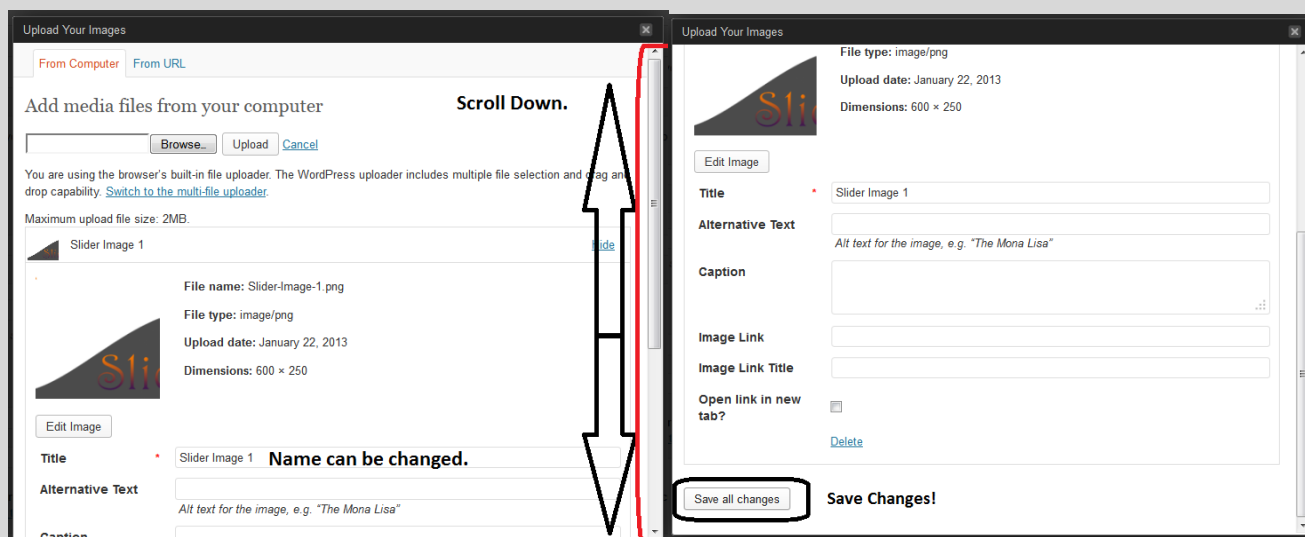 Upload Your Images
From Computer From URL
Add media files from your computer
Scroll Down.
Browse… Upload Cancel
You are using the browser's built-in file uploader. The WordPress uploader includes multiple file selection and drag and
drop capability. Switch to the multi-file uploader.
Maximum upload file size: 2MB.
Slider Image 1 Hide
File name: Slider-Image-1.png
File type: image/png
Upload date: January 22, 2013
Dimensions: 600 × 250
Sli
Edit Image
Title * Slider Image 1 Name can be changed.
Alternative Text
Alt text for the image, e.g. "The Mona Lisa"
Caption
Upload Your Images
File type: image/png
Upload date: January 22, 2013
Dimensions: 600 × 250
Sli
Edit Image
Title * Slider Image 1
Alternative Text
Alt text for the image, e.g. "The Mona Lisa"
Caption
Image Link
Image Link Title
Open link in new
tab?
Delete
Save all changes Save Changes!